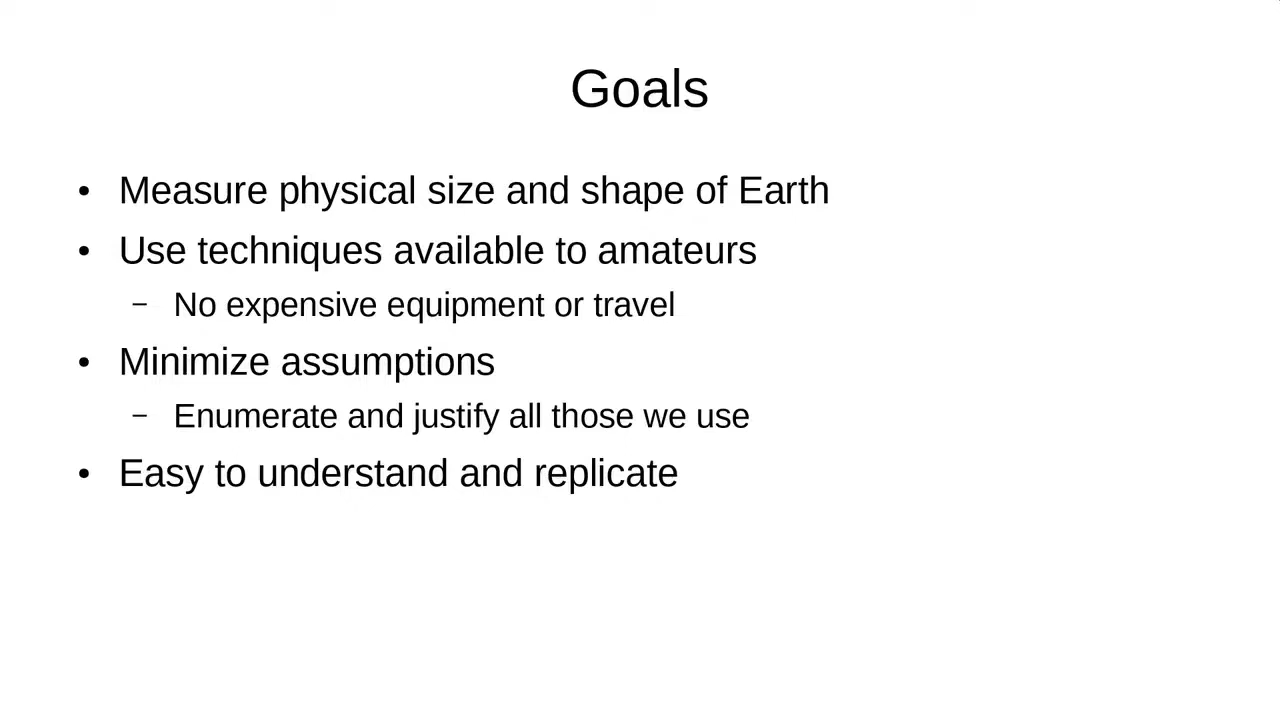 Goals
• Measure physical size and shape of Earth
• Use techniques available to amateurs
– No expensive equipment or travel
• Minimize assumptions
– Enumerate and justify all those we use
• Easy to understand and replicate